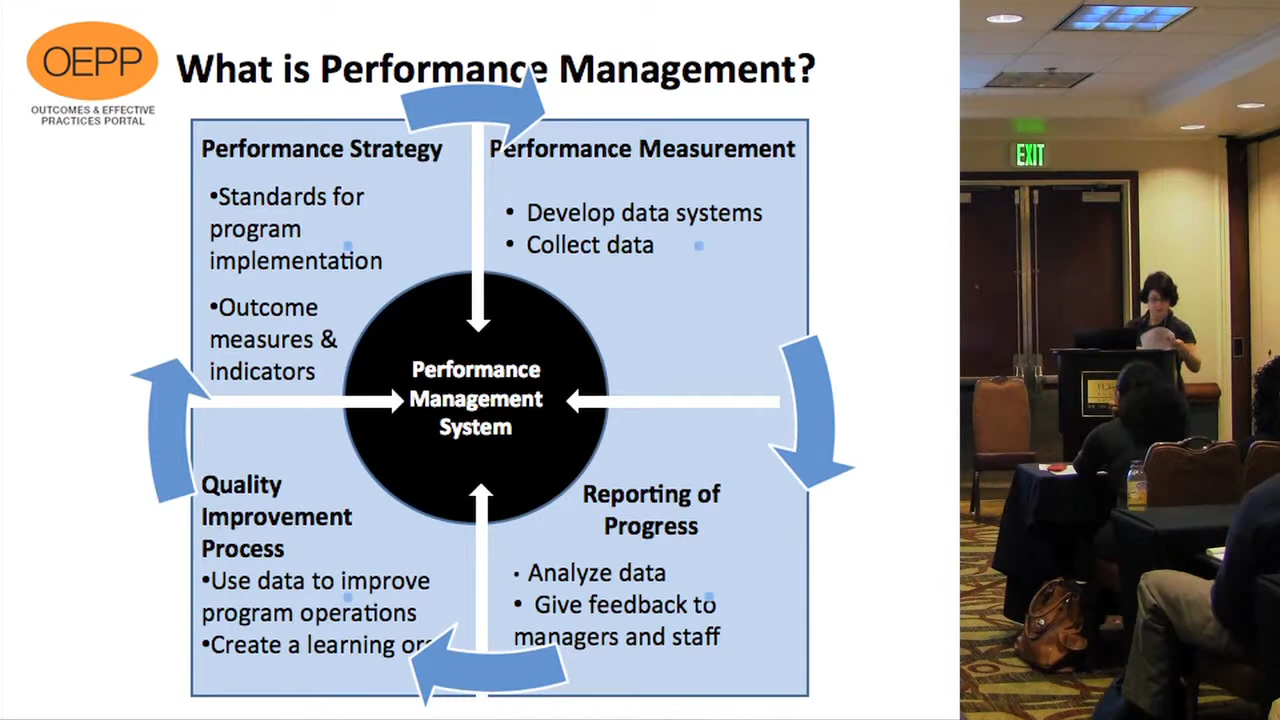 OEPP
OUTCOMES & EFFECTIVE
PRACTICES PORTAL
What is Performance Management?
Performance Strategy
•Standards for
program
implementation
•Outcome
measures &
indicators
Performance Measurement
• Develop data systems
• Collect data
Performance
Management
System
Quality
Improvement
Process
•Use data to improve
program operations
•Create a learning
Reporting of
Progress
• Analyze data
• Give feedback to
managers and staff
EXIT